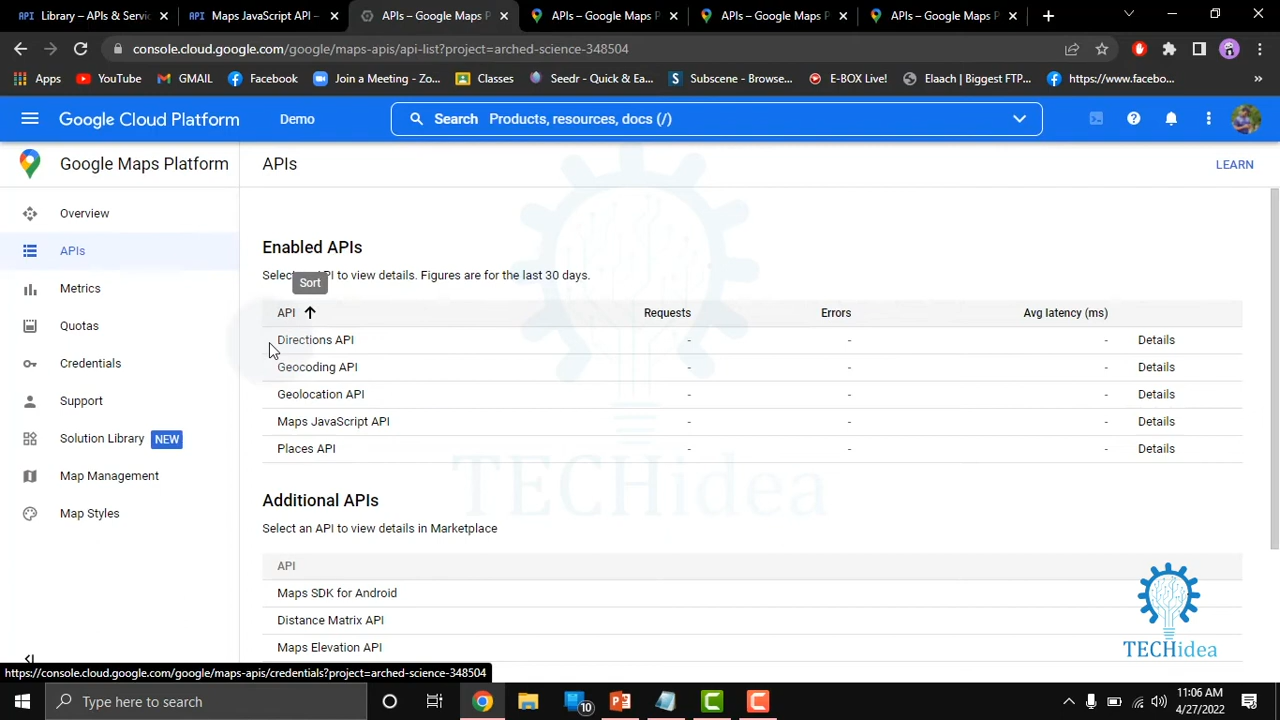 Library – APIs & Servic
Maps JavaScript API –
APIs – Google Maps P
APIs – Google Maps P
APIs – Google Maps P
APIs – Google Maps P
console.cloud.google.com/google/maps-apis/api-list?project=arched-science-348504
Apps
YouTube
GMAIL
Facebook
Join a Meeting - Zo...
Classes
Seedr - Quick & Ea...
Subscene - Browse...
E-BOX Live!
Elaach | Biggest FTP...
https://www.facebo...
Google Cloud Platform
Demo
Search Products, resources, docs (/)
Google Maps Platform
APIs
LEARN
Overview
APIs
Metrics
Quotas
Credentials
Support
Solution Library NEW
Map Management
Map Styles
Enabled APIs
Select API to view details. Figures are for the last 30 days.
Sort
API Requests Errors Avg latency (ms)
Directions API - - - Details
Geocoding API - - - Details
Geolocation API - - - Details
Maps JavaScript API - - - Details
Places API - - - Details
TECHidea
Additional APIs
Select an API to view details in Marketplace
API
Maps SDK for Android
Distance Matrix API
Maps Elevation API
TECHidea
https://console.cloud.google.com/google/maps-apis/credentials?project=arched-science-348504
Type here to search
10
11:06 AM
4/27/2022